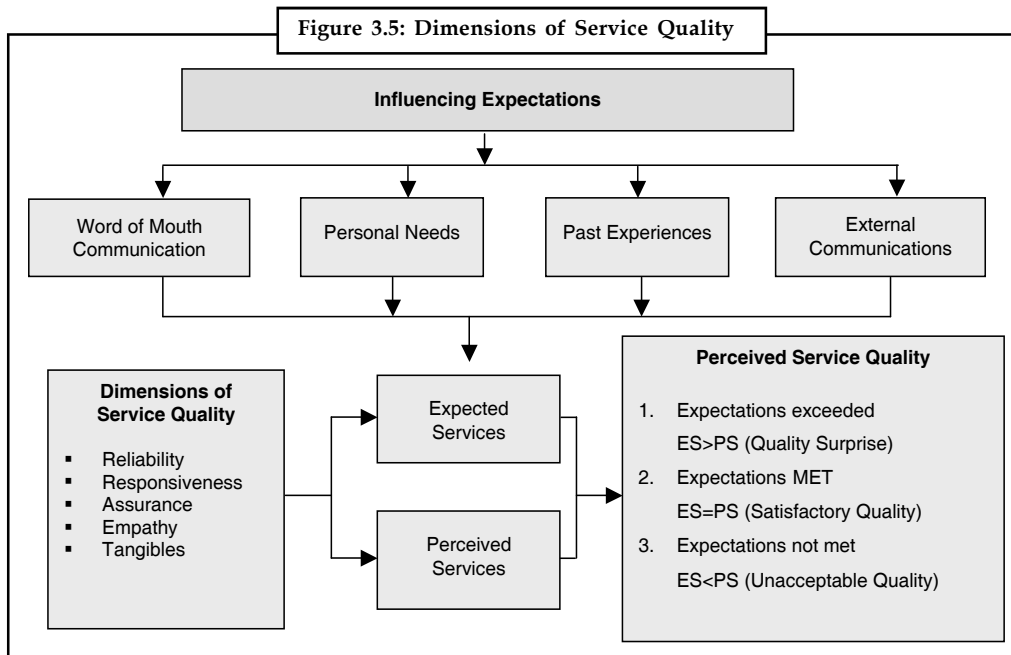 Figure 3.5: Dimensions of Service Quality
Influencing Expectations
Word of Mouth
Communication
Personal Needs
Past Experiences
External
Communications
Dimensions of
Service Quality
▪ Reliability
▪ Responsiveness
▪ Assurance
▪ Empathy
▪ Tangibles
Expected
Services
Perceived
Services
Perceived Service Quality
1. Expectations exceeded
ES>PS (Quality Surprise)
2. Expectations MET
ES=PS (Satisfactory Quality)
3. Expectations not met
ES<PS (Unacceptable Quality)